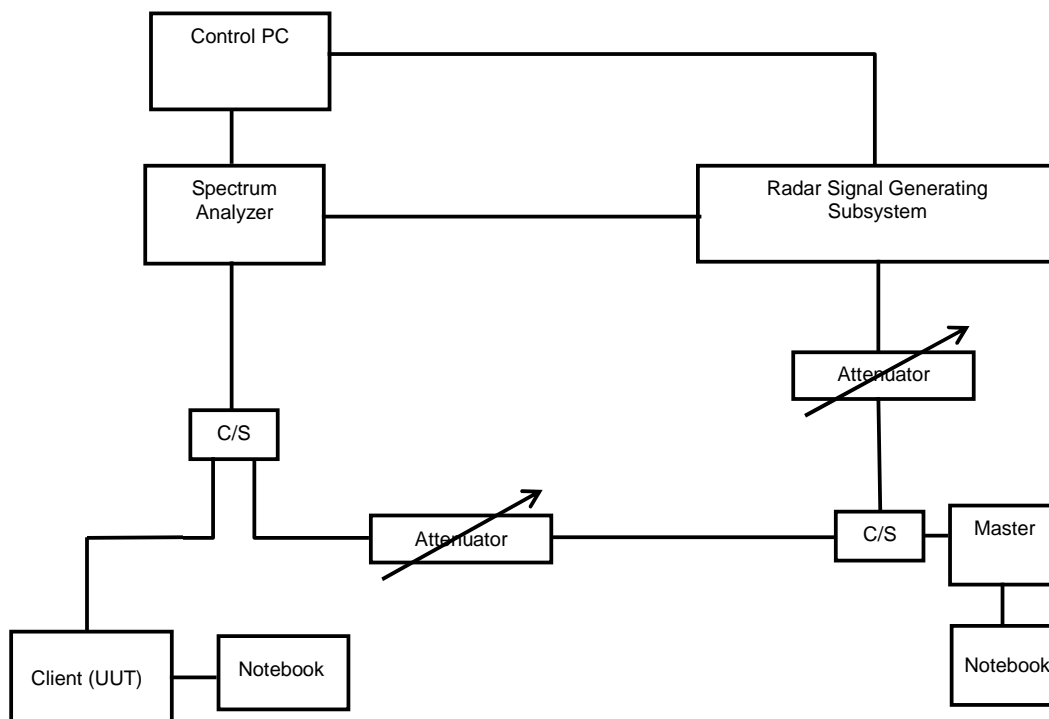 Control PC
Spectrum
Analyzer
Radar Signal Generating
Subsystem
Attenuator
C/S
Attenuator
C/S
Master
Client (UUT)
Notebook
Notebook